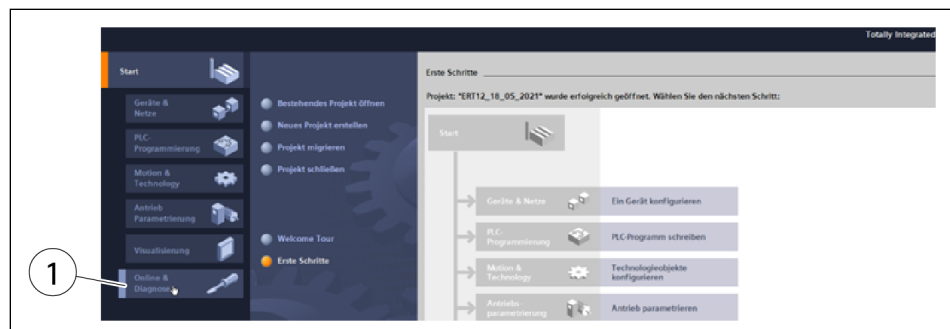 Totally Integrated
Start
Geräte &
Netze
PLC-
Programmierung
Motion &
Technology
Antrieb
Parametrierung
Visualisierung
Online &
Diagnose
Bestehendes Projekt öffnen
Neues Projekt erstellen
Projekt migrieren
Projekt schließen
Welcome Tour
Erste Schritte
Erste Schritte
Projekt: "ERT12_18_05_2021" wurde erfolgreich geöffnet. Wählen Sie den nächsten Schritt:
Start
Geräte & Netze
Ein Gerät konfigurieren
PLC-
Programmierung
PLC-Programm schreiben
Motion &
Technology
Technologieobjekte
konfigurieren
Antriebs-
parametrierung
Antrieb parametrieren
1